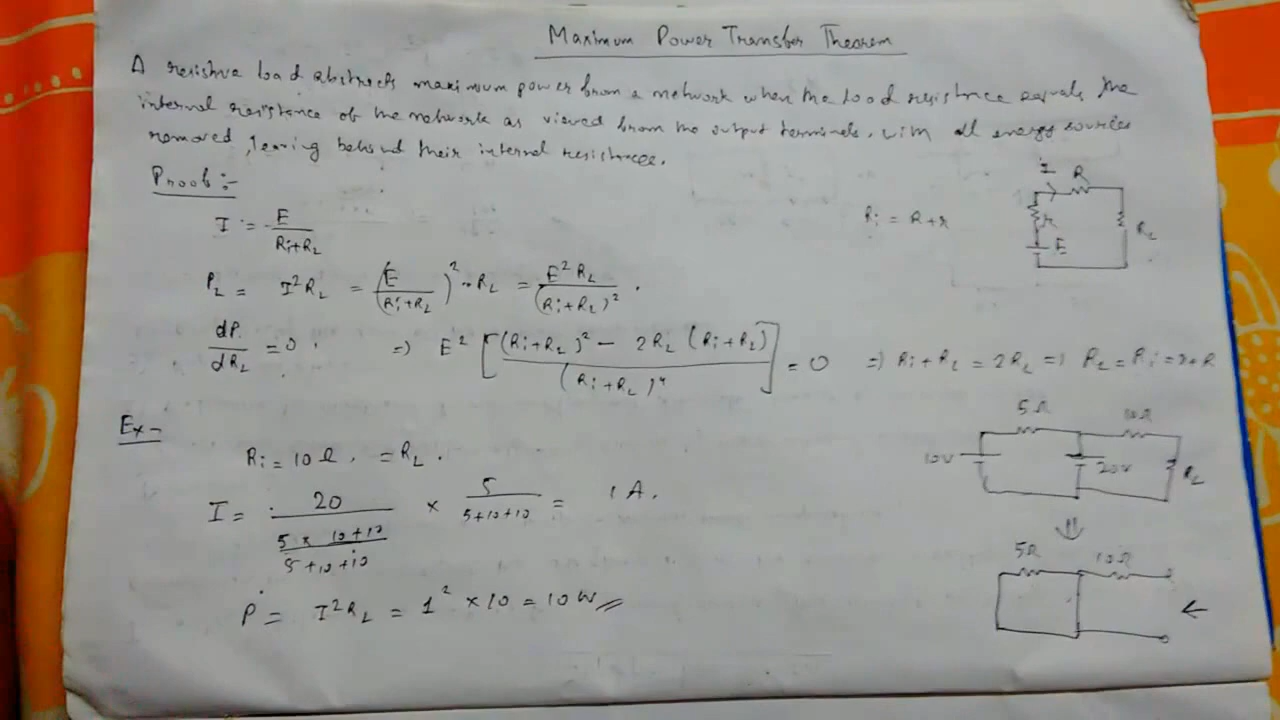 Maximum Power Transfer Theorem
A resistive load abstracts maximum power from a network when the load resistance equals the
internal resistance of the network as viewed from the output terminals, with all energy sources
removed, leaving behind their internal resistances.
Proof:-
I = E / (Ri+RL)
Ri = R+r
I R
r
E
RL
PL = I²RL = (E / (Ri+RL))² · RL = E²RL / (Ri+RL)².
dP/dRL = 0. => E² [((Ri+RL)² - 2RL (Ri+RL)) / (Ri+RL)⁴] = 0 => Ri+RL = 2RL => RL = Ri = r+R
Ex-
Ri = 10Ω. = RL.
5Ω 10Ω
10V 20V RL
I = 20 / ((5 × 10+10) / (5+10+10)) × 5 / (5+10+10) = 1A.
⇓
5Ω 10Ω
←
P = I²RL = 1² × 10 = 10W